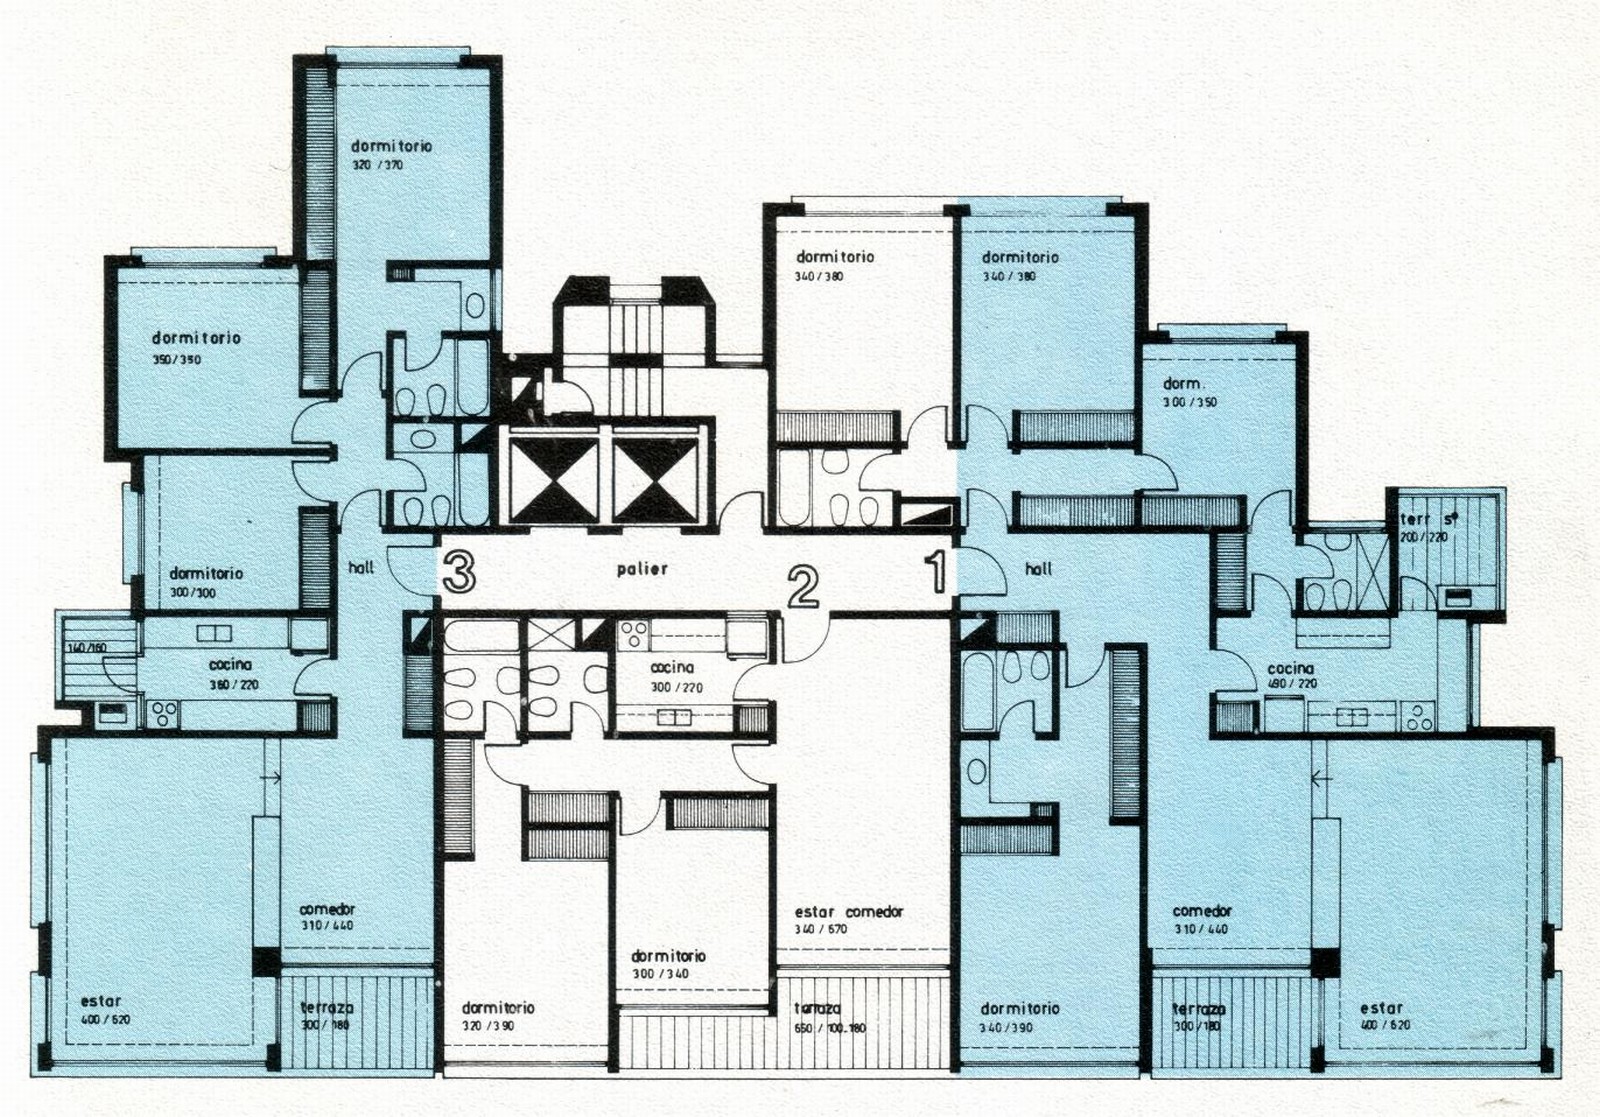 dormitorio
320 / 370
dormitorio
340 / 380
dormitorio
340 / 380
dormitorio
350/350
dorm.
300 / 350
terr st
200/220
dormitorio
300/300
hall
3
palier
2
1
hall
140/180
cocina
360 / 220
cocina
300 / 220
cocina
490 / 220
comedor
310 / 440
estar comedor
340 / 670
comedor
310 / 440
dormitorio
300 / 340
estar
400 / 620
terraza
300 / 180
dormitorio
320 / 390
terraza
650 / 100.180
dormitorio
340/390
terraza
300/180
estar
400 / 620